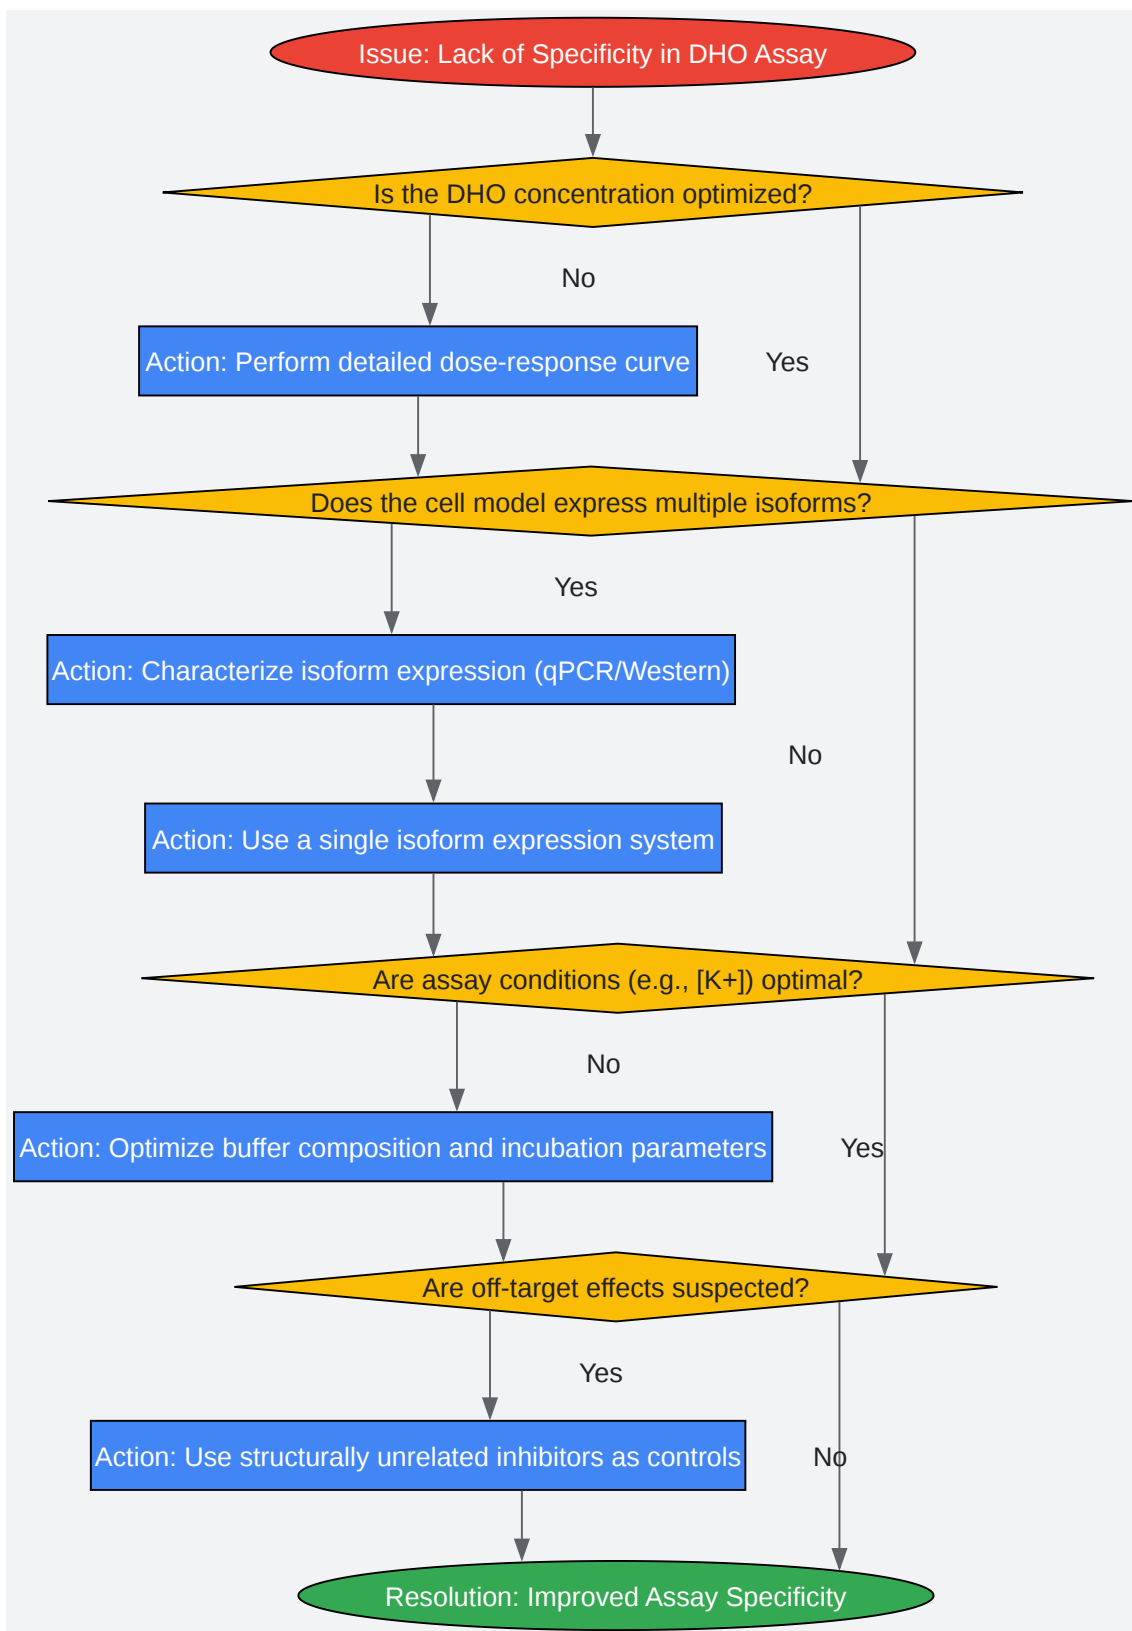 Issue: Lack of Specificity in DHO Assay
Is the DHO concentration optimized?
No
Action: Perform detailed dose-response curve
Yes
Does the cell model express multiple isoforms?
Yes
Action: Characterize isoform expression (qPCR/Western)
No
Action: Use a single isoform expression system
Are assay conditions (e.g., [K+]) optimal?
No
Action: Optimize buffer composition and incubation parameters
Yes
Are off-target effects suspected?
Yes
Action: Use structurally unrelated inhibitors as controls
No
Resolution: Improved Assay Specificity